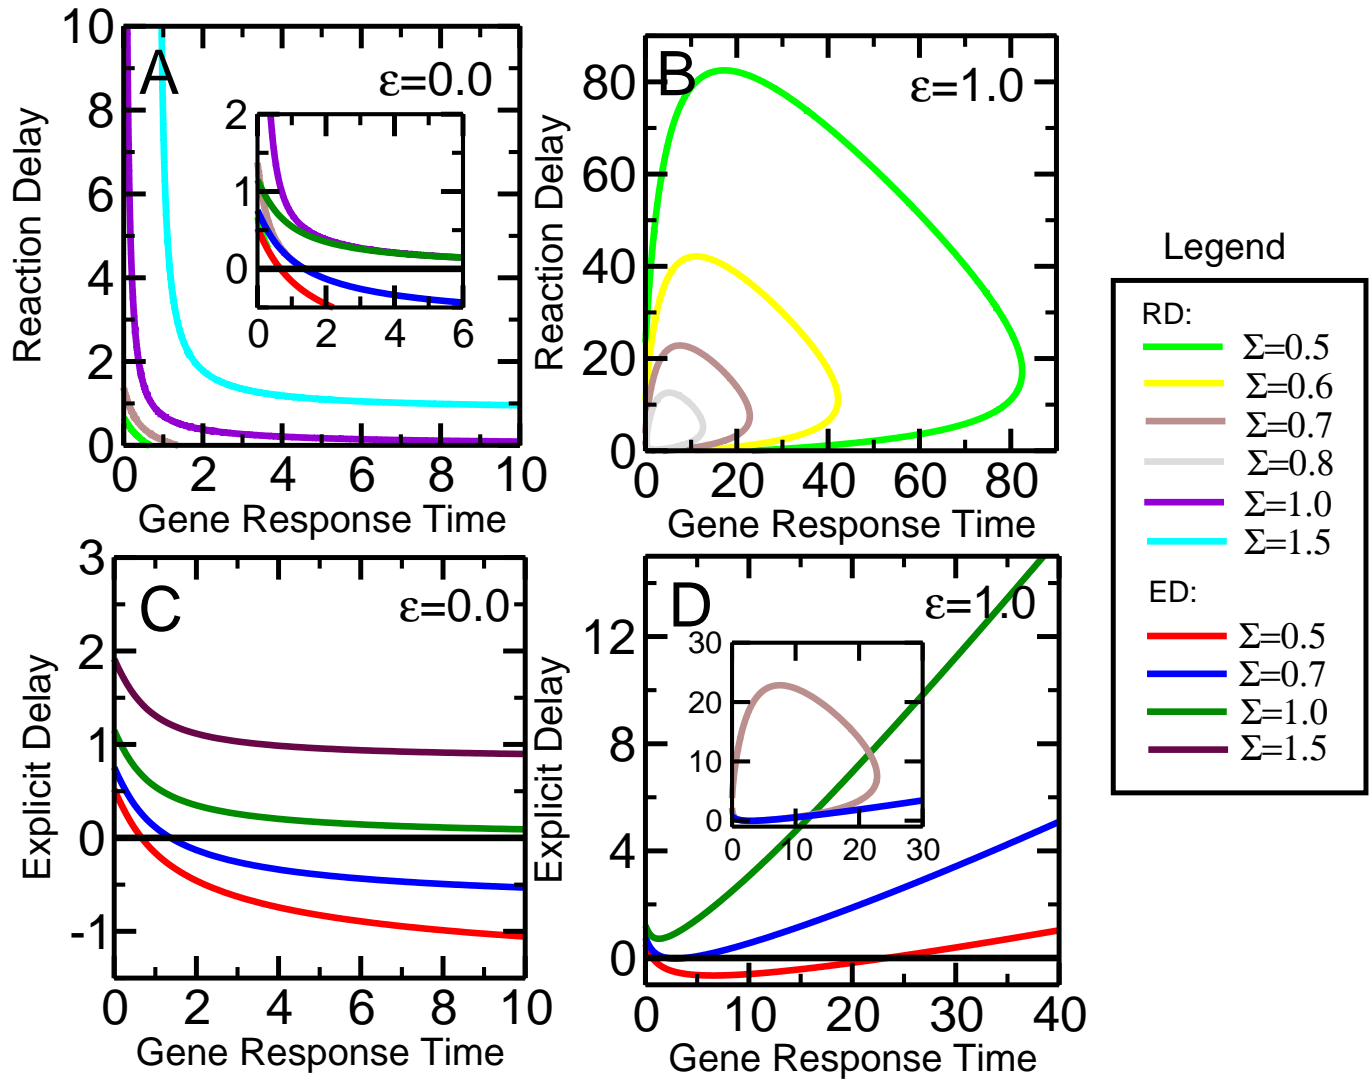 A
ε=0.0
Reaction Delay
10
8
6
4
2
0
0 2 4 6 8 10
Gene Response Time
2
1
0
0 2 4 6
B
ε=1.0
Reaction Delay
80
60
40
20
0
0 20 40 60 80
Gene Response Time
C
ε=0.0
Explicit Delay
3
2
1
0
-1
0 2 4 6 8 10
Gene Response Time
D
ε=1.0
Explicit Delay
12
8
4
0
0 10 20 30 40
Gene Response Time
30
20
10
0
0 10 20 30
Legend
RD:
Σ=0.5
Σ=0.6
Σ=0.7
Σ=0.8
Σ=1.0
Σ=1.5
ED:
Σ=0.5
Σ=0.7
Σ=1.0
Σ=1.5